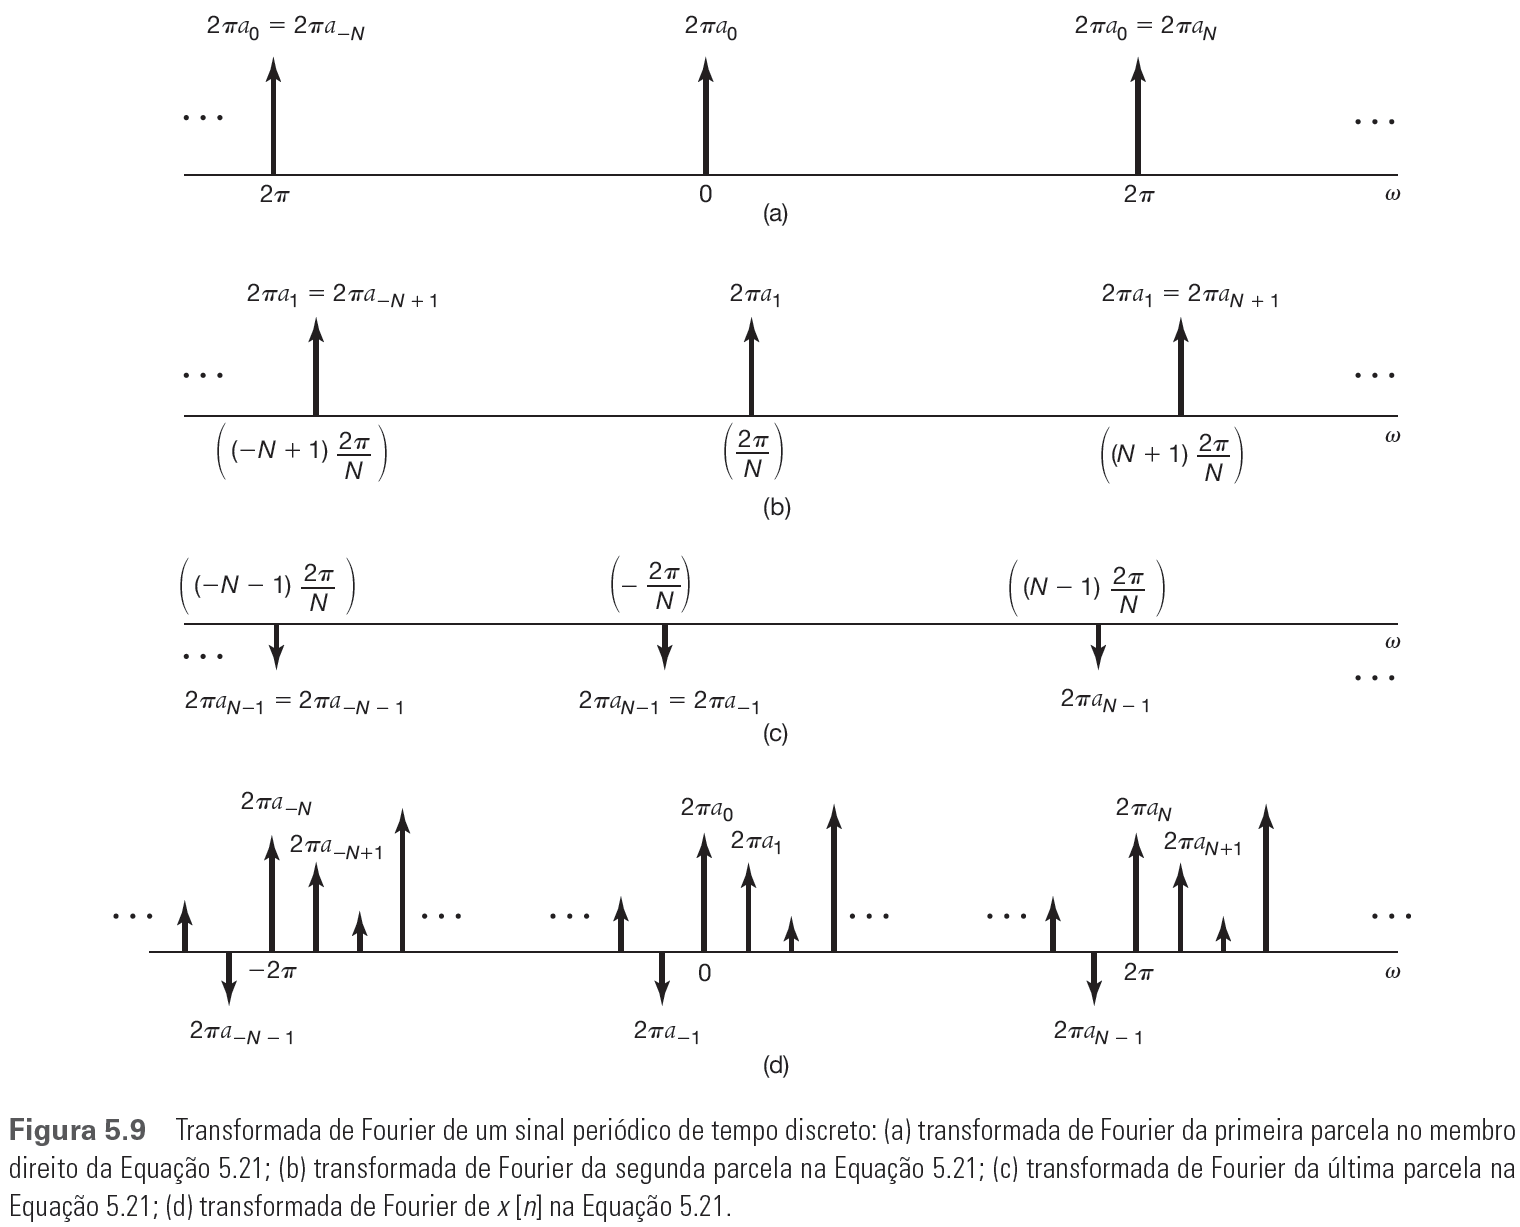 2πa₀ = 2πa₋N 2πa₀ 2πa₀ = 2πaN
... ...
2π 0 2π ω
(a)
2πa₁ = 2πa₋N + 1 2πa₁ 2πa₁ = 2πaN + 1
... ...
((-N + 1) 2π/N) (2π/N) ((N + 1) 2π/N) ω
(b)
((-N - 1) 2π/N) (- 2π/N) ((N - 1) 2π/N)
ω
... ...
2πaN-1 = 2πa₋N - 1 2πaN-1 = 2πa₋1 2πaN - 1
(c)
2πa₋N 2πa₀ 2πaN
2πa₋N+1 2πa₁ 2πaN+1
... ... ... ... ... ...
-2π 0 2π ω
2πa₋N - 1 2πa₋1 2πaN - 1
(d)
Figura 5.9 Transformada de Fourier de um sinal periódico de tempo discreto: (a) transformada de Fourier da primeira parcela no membro
direito da Equação 5.21; (b) transformada de Fourier da segunda parcela na Equação 5.21; (c) transformada de Fourier da última parcela na
Equação 5.21; (d) transformada de Fourier de x [n] na Equação 5.21.